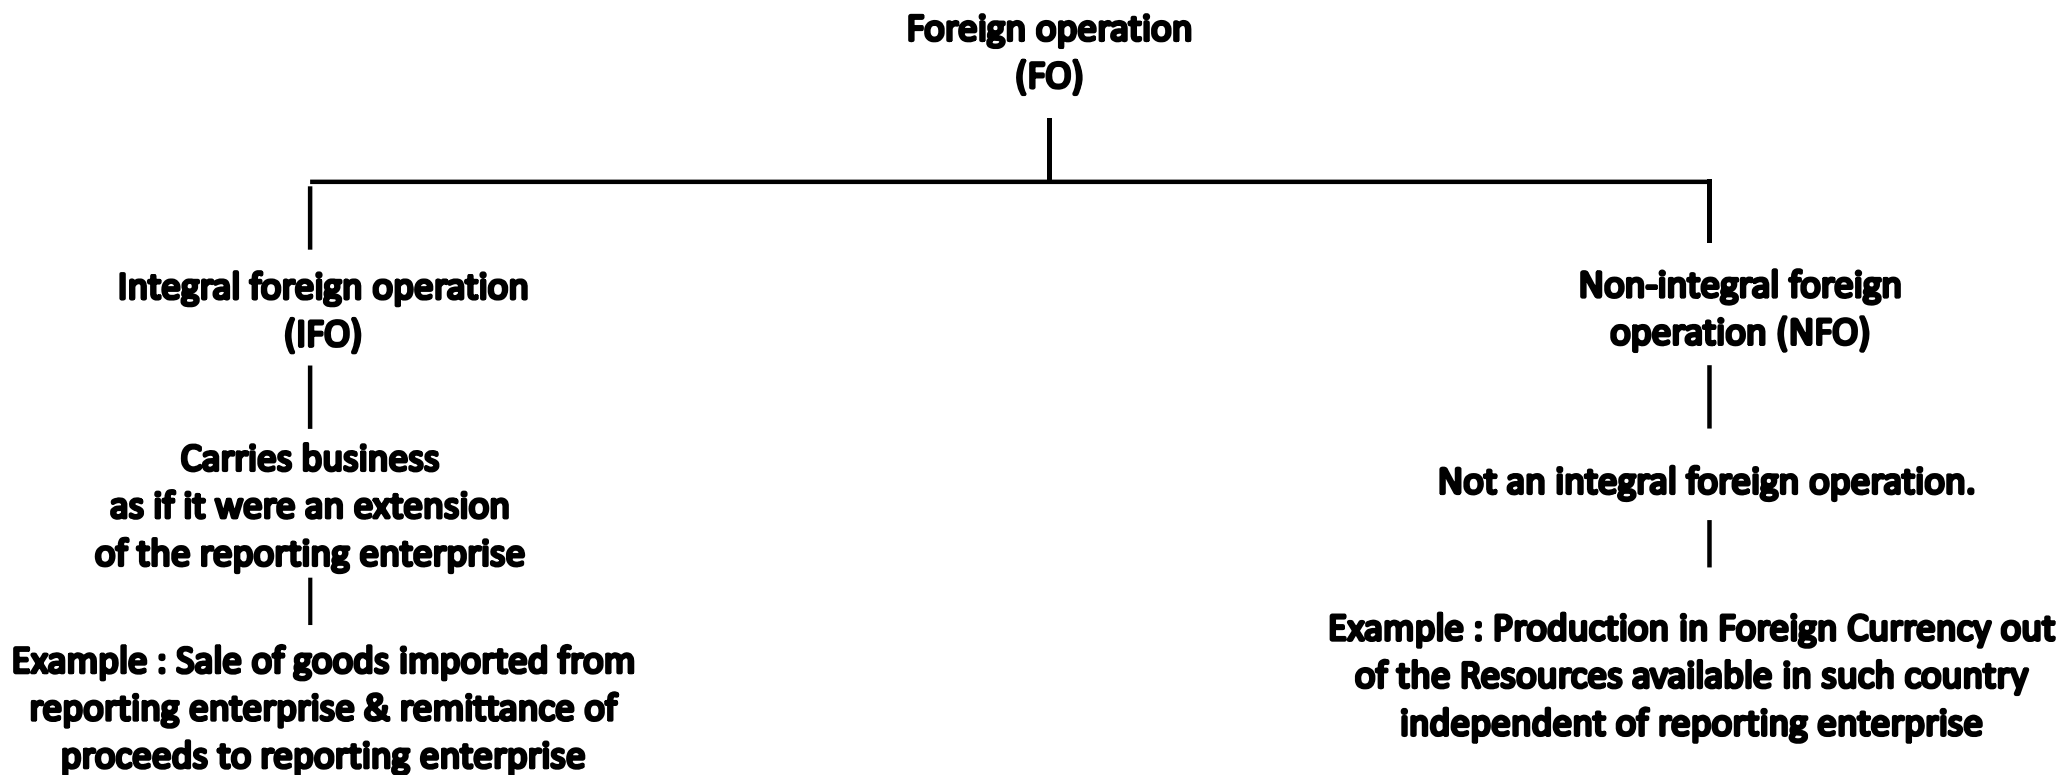 Foreign operation
(FO)
Integral foreign operation
(IFO)
Non-integral foreign
operation (NFO)
Carries business
as if it were an extension
of the reporting enterprise
Not an integral foreign operation.
Example : Sale of goods imported from
reporting enterprise & remittance of
proceeds to reporting enterprise
Example : Production in Foreign Currency out
of the Resources available in such country
independent of reporting enterprise